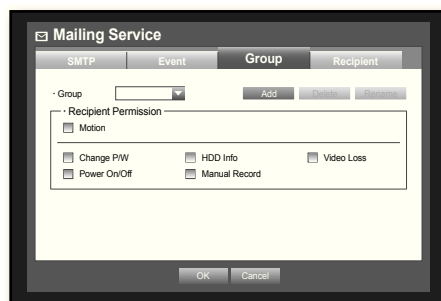 Mailing Service
SMTP Event Group Recipient
· Group Add Delete Rename
· Recipient Permission
Motion
Change P/W HDD Info Video Loss
Power On/Off Manual Record
OK Cancel